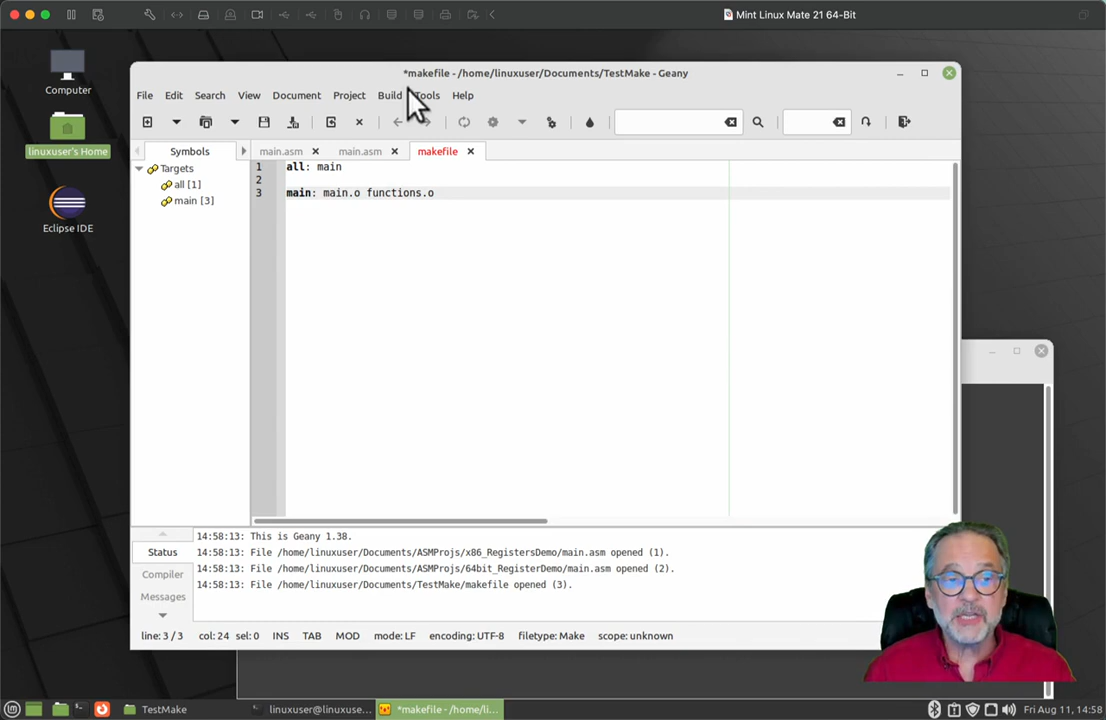 Mint Linux Mate 21 64-Bit
Computer
linuxuser's Home
Eclipse IDE
*makefile - /home/linuxuser/Documents/TestMake - Geany
File Edit Search View Document Project Build Tools Help
Symbols
main.asm main.asm makefile
Targets
all [1]
main [3]
1 all: main
2
3 main: main.o functions.o
Status
Compiler
Messages
14:58:13: This is Geany 1.38.
14:58:13: File /home/linuxuser/Documents/ASMProjs/x86_RegistersDemo/main.asm opened (1).
14:58:13: File /home/linuxuser/Documents/ASMProjs/64bit_RegisterDemo/main.asm opened (2).
14:58:13: File /home/linuxuser/Documents/TestMake/makefile opened (3).
line: 3 / 3 col: 24 sel: 0 INS TAB MOD mode: LF encoding: UTF-8 filetype: Make scope: unknown
TestMake linuxuser@linuxuse... *makefile - /home/li... Fri Aug 11, 14:58